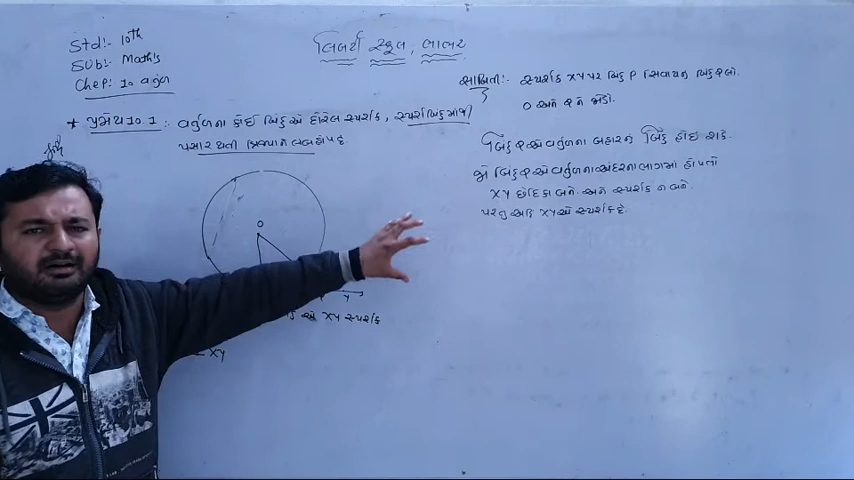 Std:- 10th
SUB:- Math's
Chep: 10 વર્તુળ
લિબર્ટી સ્કૂલ, લાલપર
* પ્રમેય 10.1 : વર્તુળના કોઈ બિંદુએ દોરેલ સ્પર્શક, સ્પર્શબિંદુમાંથી
પસાર થતી ત્રિજ્યાને લંબ હોય છે
O
Y
એ XY સ્પર્શક
XY
સાબિતી:- સ્પર્શક XY પર બિંદુ P સિવાયનું બિંદુ Q લો.
O અને Q ને જોડો.
બિંદુ Q એ વર્તુળના બહારનું બિંદુ હોઈ શકે.
જો બિંદુ Q એ વર્તુળના અંદરના ભાગમાં હોય તો
XY છેદિકા બને. અને સ્પર્શક ન બને.
પરંતુ અહિં XY એ સ્પર્શક છે.